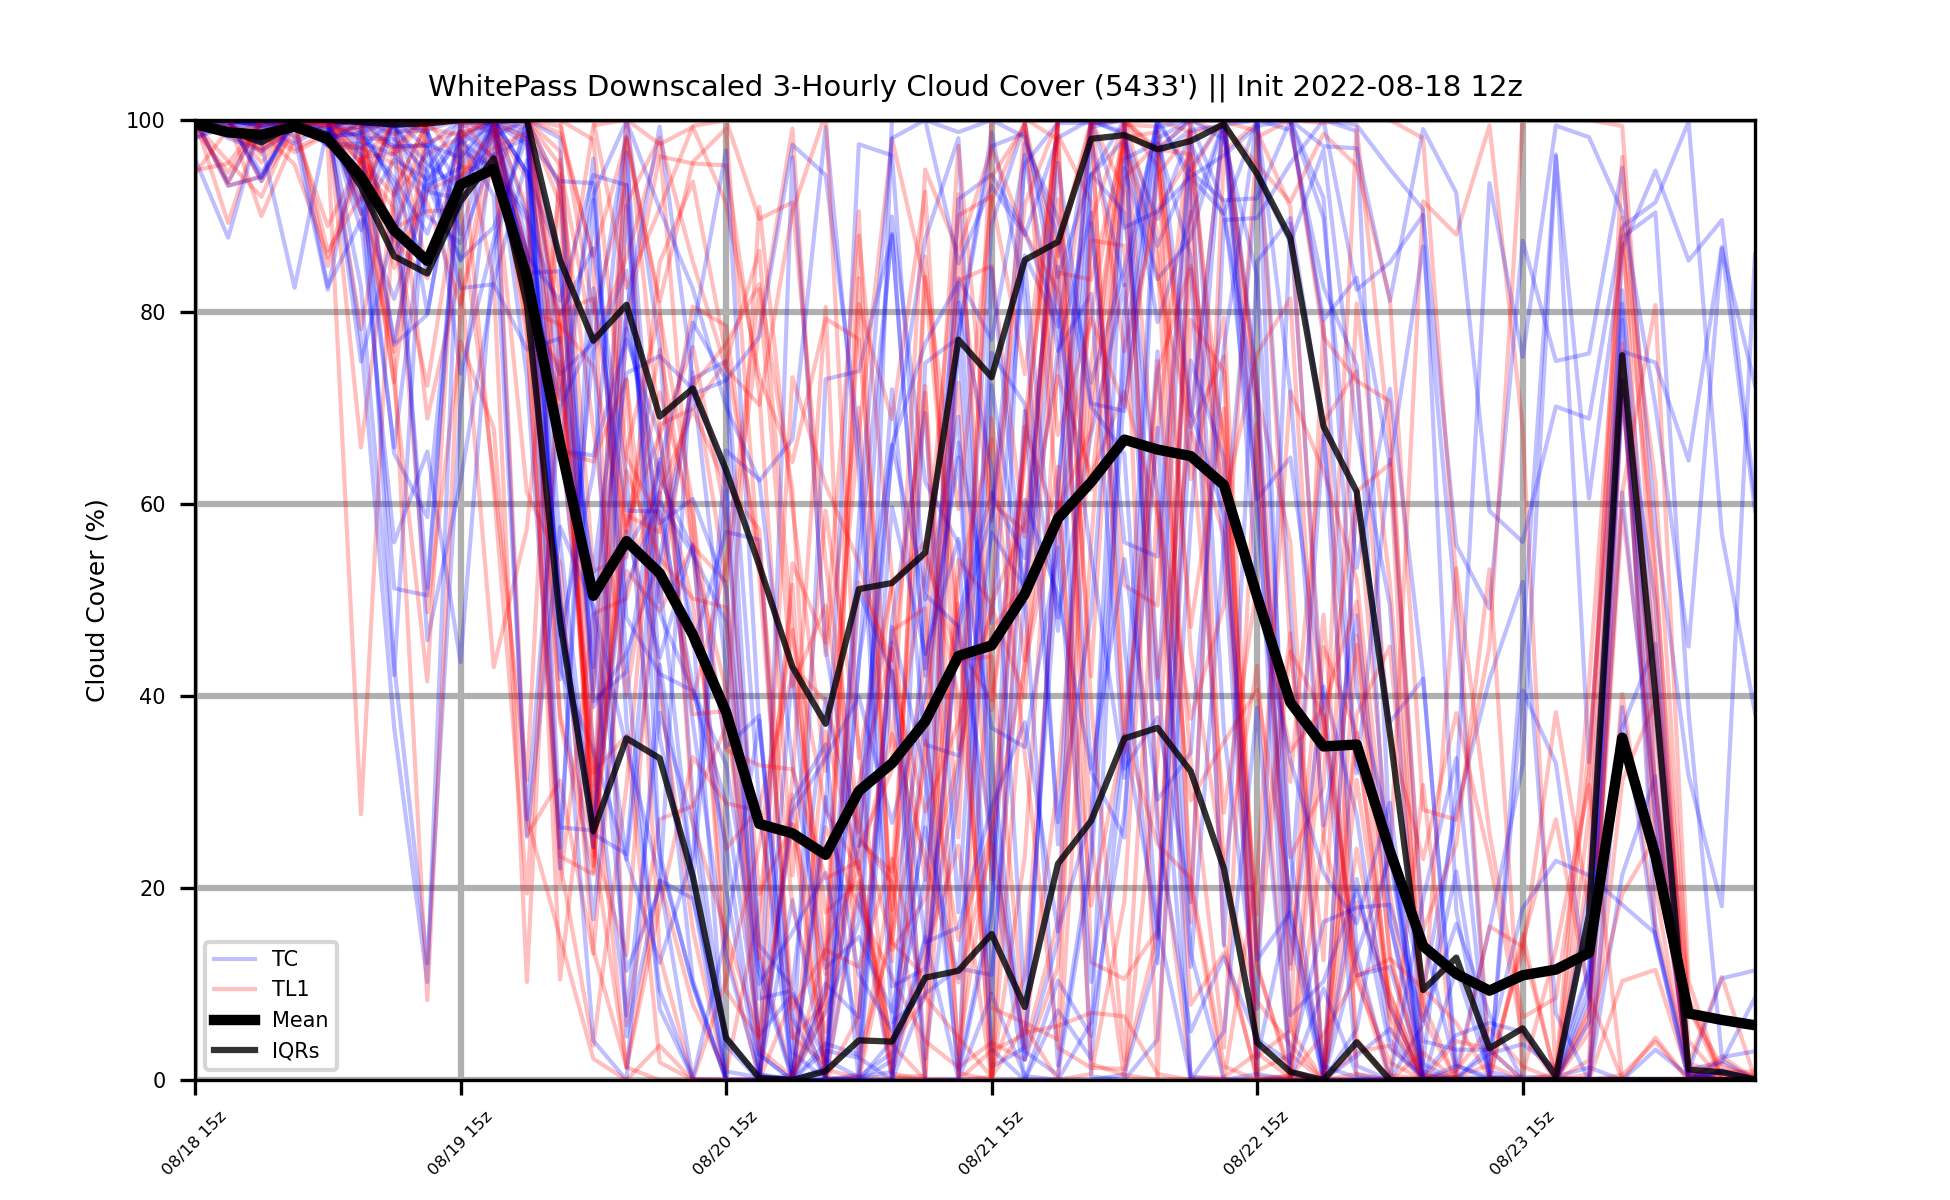 WhitePass Downscaled 3-Hourly Cloud Cover (5433') || Init 2022-08-18 12z
Cloud Cover (%)
100
80
60
40
20
0
TC
TL1
Mean
IQRs
08/18 15z
08/19 15z
08/20 15z
08/21 15z
08/22 15z
08/23 15z